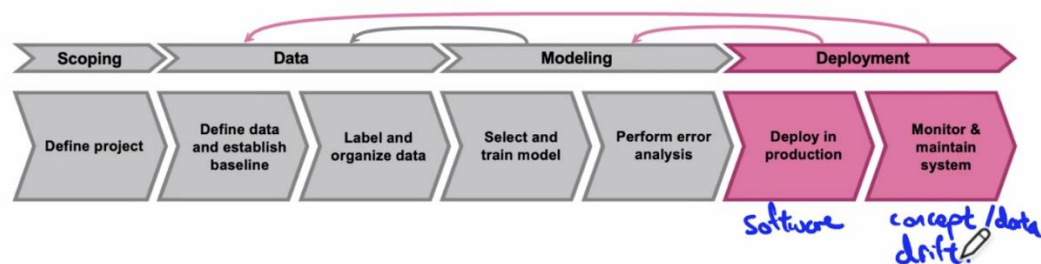 Scoping
Data
Modeling
Deployment
Define project
Define data
and establish
baseline
Label and
organize data
Select and
train model
Perform error
analysis
Deploy in
production
Monitor &
maintain
system
software
concept/data
drift.